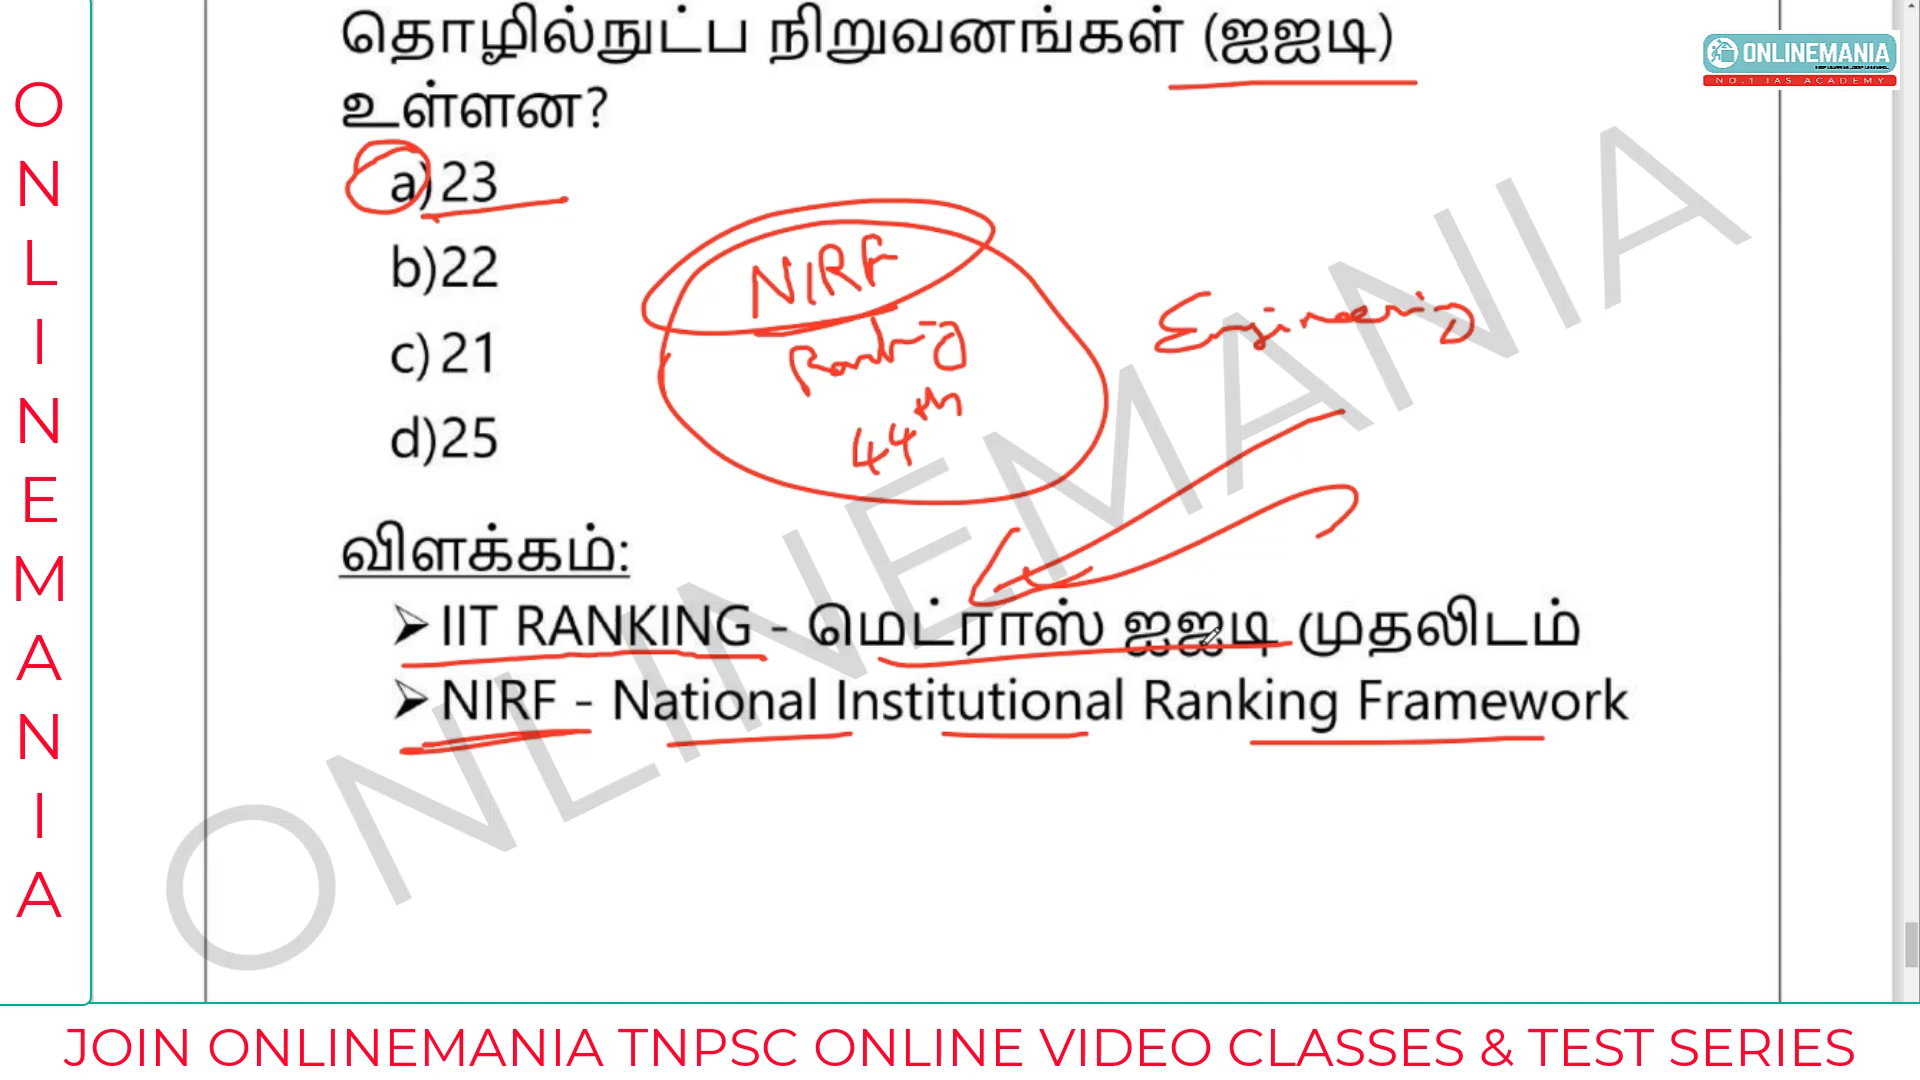 தொழில்நுட்ப நிறுவனங்கள் (ஐஐடி)
உள்ளன?
a) 23
b) 22
c) 21
d) 25
NIRF
Ranking
44th
Engineering
விளக்கம்:
➤ IIT RANKING - மெட்ராஸ் ஐஐடி முதலிடம்
➤ NIRF - National Institutional Ranking Framework
ONLINEMANIA
ONLINEMANIA
NO.1 IAS ACADEMY
ONLINEMANIA
JOIN ONLINEMANIA TNPSC ONLINE VIDEO CLASSES & TEST SERIES